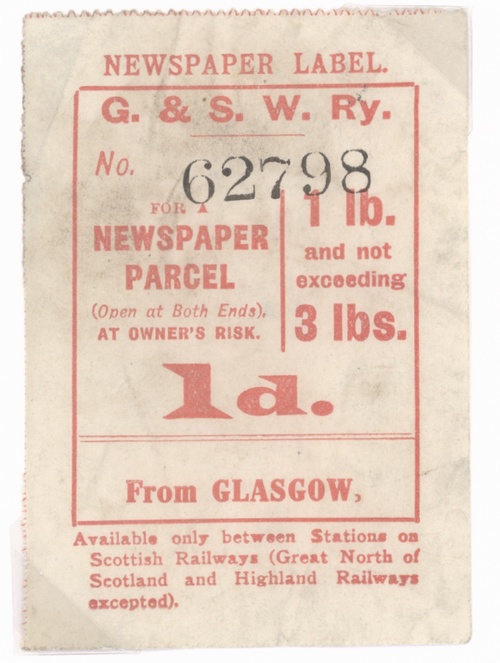 NEWSPAPER LABEL.
G. & S. W. Ry.
No. 62798
FOR A
NEWSPAPER
PARCEL
(Open at Both Ends).
AT OWNER'S RISK.
1 lb.
and not
exceeding
3 lbs.
1d.
From GLASGOW,
Available only between Stations on
Scottish Railways (Great North of
Scotland and Highland Railways
excepted).